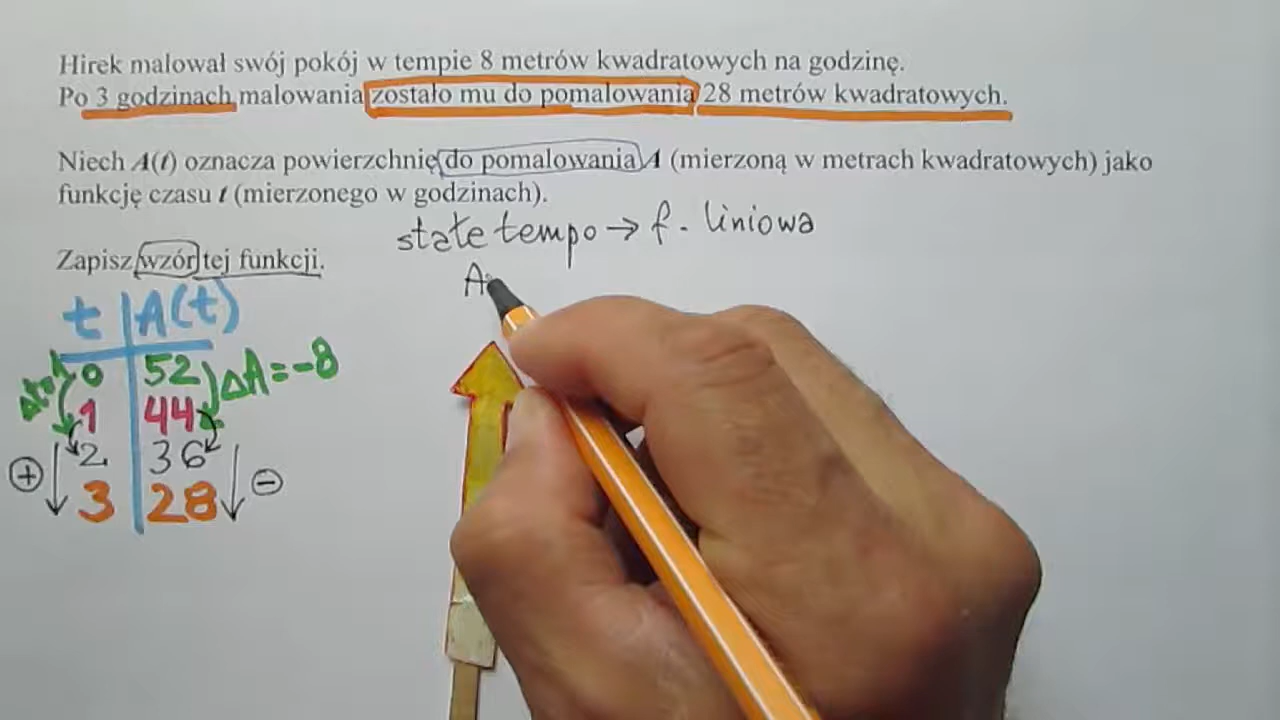 Hirek malował swój pokój w tempie 8 metrów kwadratowych na godzinę.
Po 3 godzinach malowania zostało mu do pomalowania 28 metrów kwadratowych.
Niech A(t) oznacza powierzchnię do pomalowania A (mierzoną w metrach kwadratowych) jako
funkcję czasu t (mierzonego w godzinach).
stałe tempo → f. liniowa
Zapisz wzór tej funkcji.
A
t A(t)
0 52 ΔA=-8
1 44
2 36
+ 3 28 -